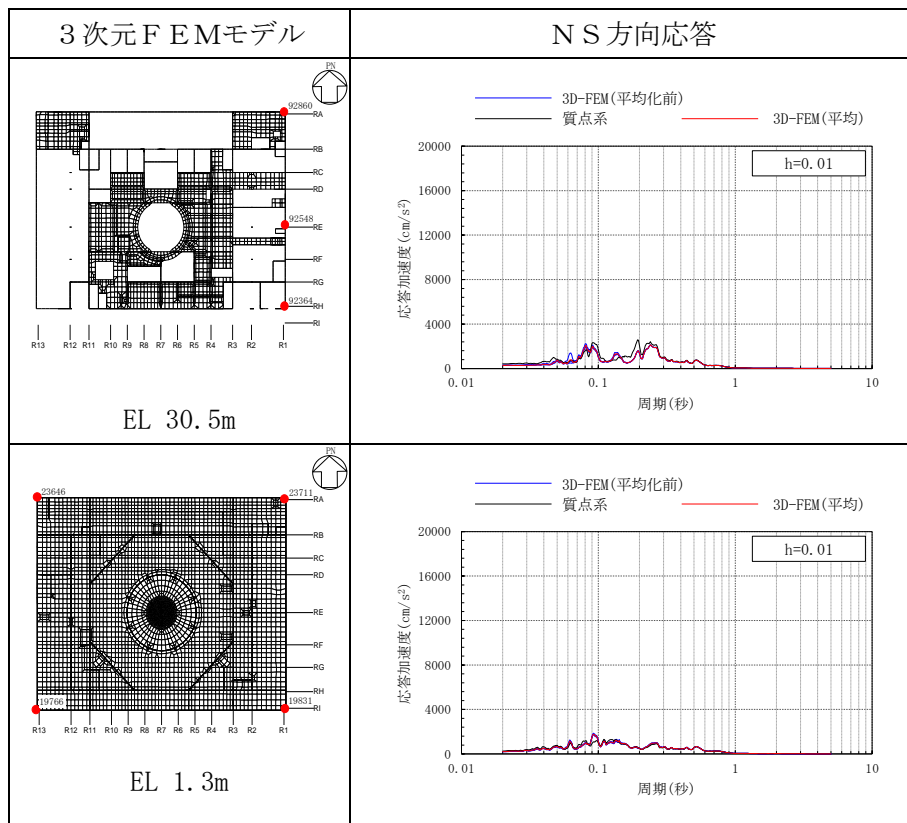 3次元FEMモデル
NS方向応答
PN
92860
RA
RB
RC
RD
92548
RE
RF
RG
92364
RH
RI
R13 R12 R11 R10 R9 R8 R7 R6 R5 R4 R3 R2 R1
EL 30.5m
3D-FEM(平均化前)
質点系 3D-FEM(平均)
h=0.01
応答加速度(cm/s²)
20000
16000
12000
8000
4000
0
0.01 0.1 1 10
周期(秒)
PN
23646 23711
RA
RB
RC
RD
RE
RF
RG
RH
19766 19831
RI
R13 R12 R11 R10 R9 R8 R7 R6 R5 R4 R3 R2 R1
EL 1.3m
3D-FEM(平均化前)
質点系 3D-FEM(平均)
h=0.01
応答加速度(cm/s²)
20000
16000
12000
8000
4000
0
0.01 0.1 1 10
周期(秒)